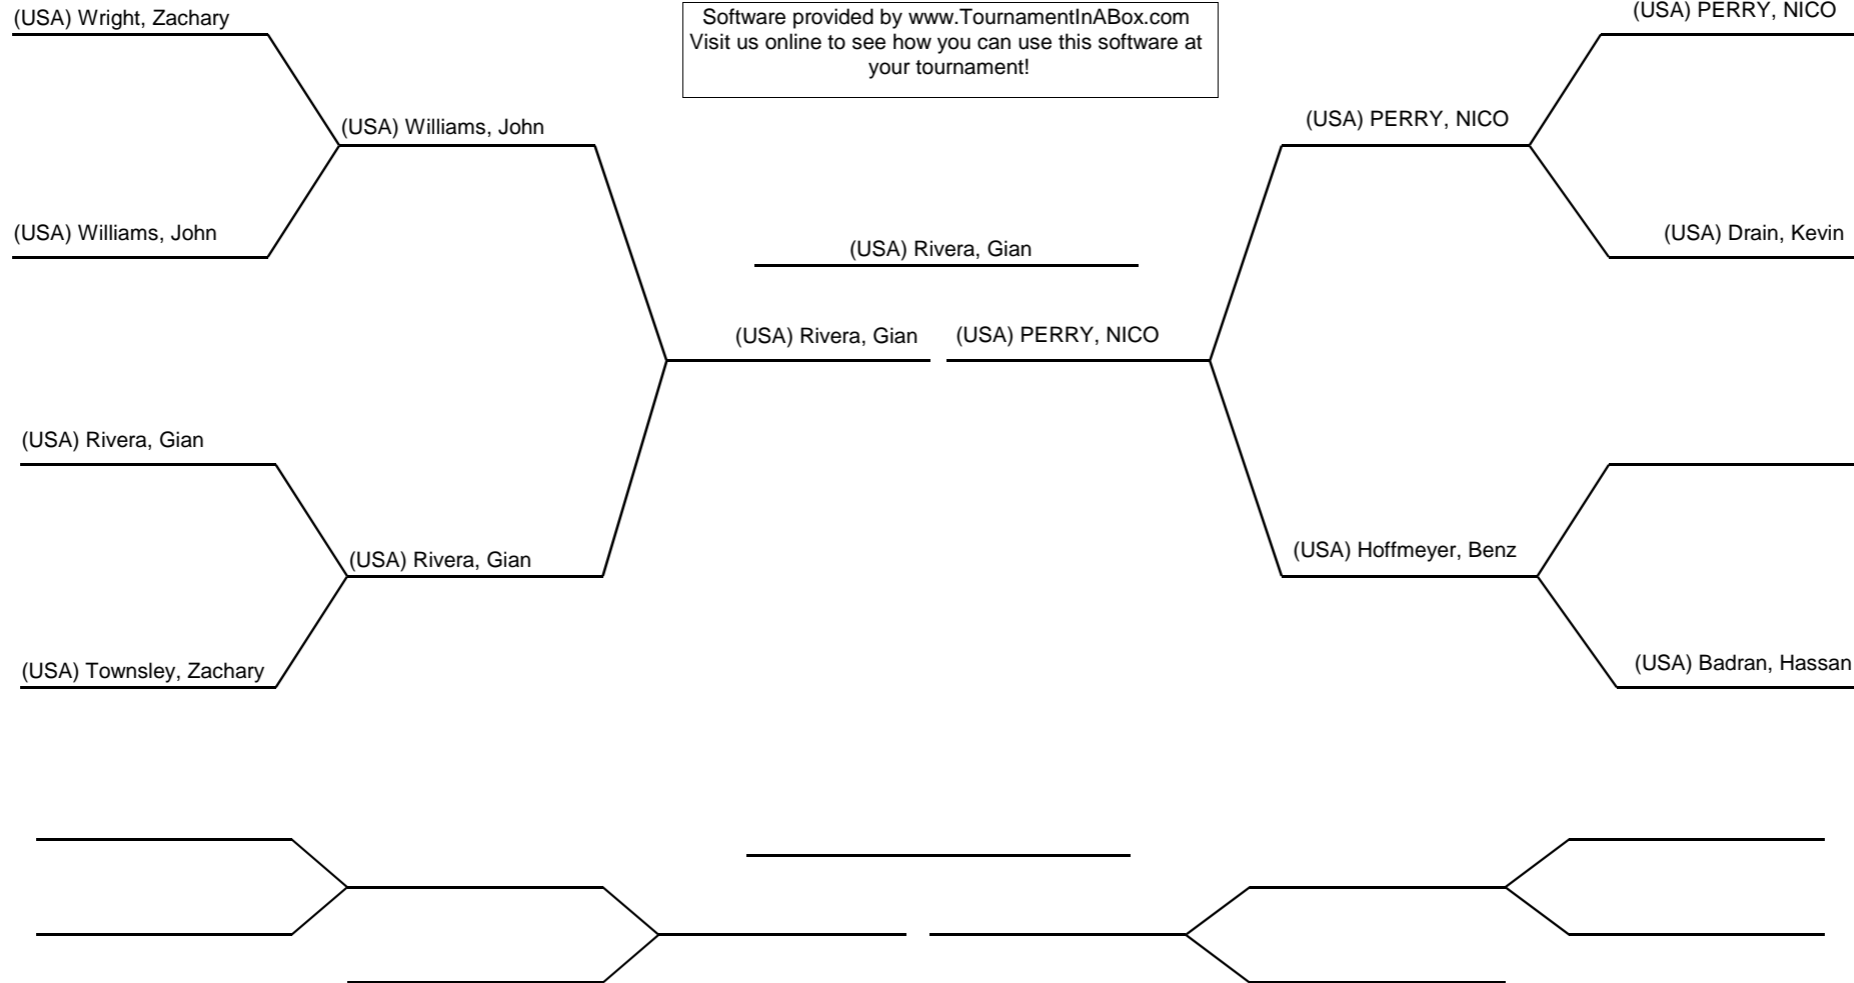 (USA) Wright, Zachary
Software provided by www.TournamentInABox.com
Visit us online to see how you can use this software at
your tournament!
(USA) PERRY, NICO
(USA) Williams, John
(USA) PERRY, NICO
(USA) Williams, John
(USA) Rivera, Gian
(USA) Drain, Kevin
(USA) Rivera, Gian
(USA) PERRY, NICO
(USA) Rivera, Gian
(USA) Rivera, Gian
(USA) Hoffmeyer, Benz
(USA) Townsley, Zachary
(USA) Badran, Hassan